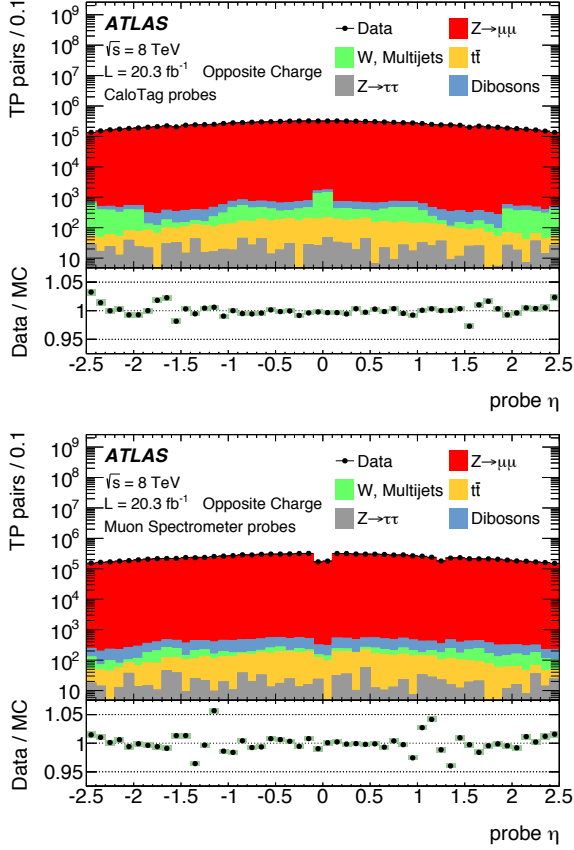 TP pairs / 0.1
10⁹
10⁸
10⁷
10⁶
10⁵
10⁴
10³
10²
10
ATLAS
√s = 8 TeV
L = 20.3 fb⁻¹ Opposite Charge
CaloTag probes
Data
Z→μμ
W, Multijets
tt̄
Z→ττ
Dibosons
Data / MC
1.05
1
0.95
-2.5 -2 -1.5 -1 -0.5 0 0.5 1 1.5 2 2.5
probe η
TP pairs / 0.1
10⁹
10⁸
10⁷
10⁶
10⁵
10⁴
10³
10²
10
ATLAS
√s = 8 TeV
L = 20.3 fb⁻¹ Opposite Charge
Muon Spectrometer probes
Data
Z→μμ
W, Multijets
tt̄
Z→ττ
Dibosons
Data / MC
1.05
1
0.95
-2.5 -2 -1.5 -1 -0.5 0 0.5 1 1.5 2 2.5
probe η